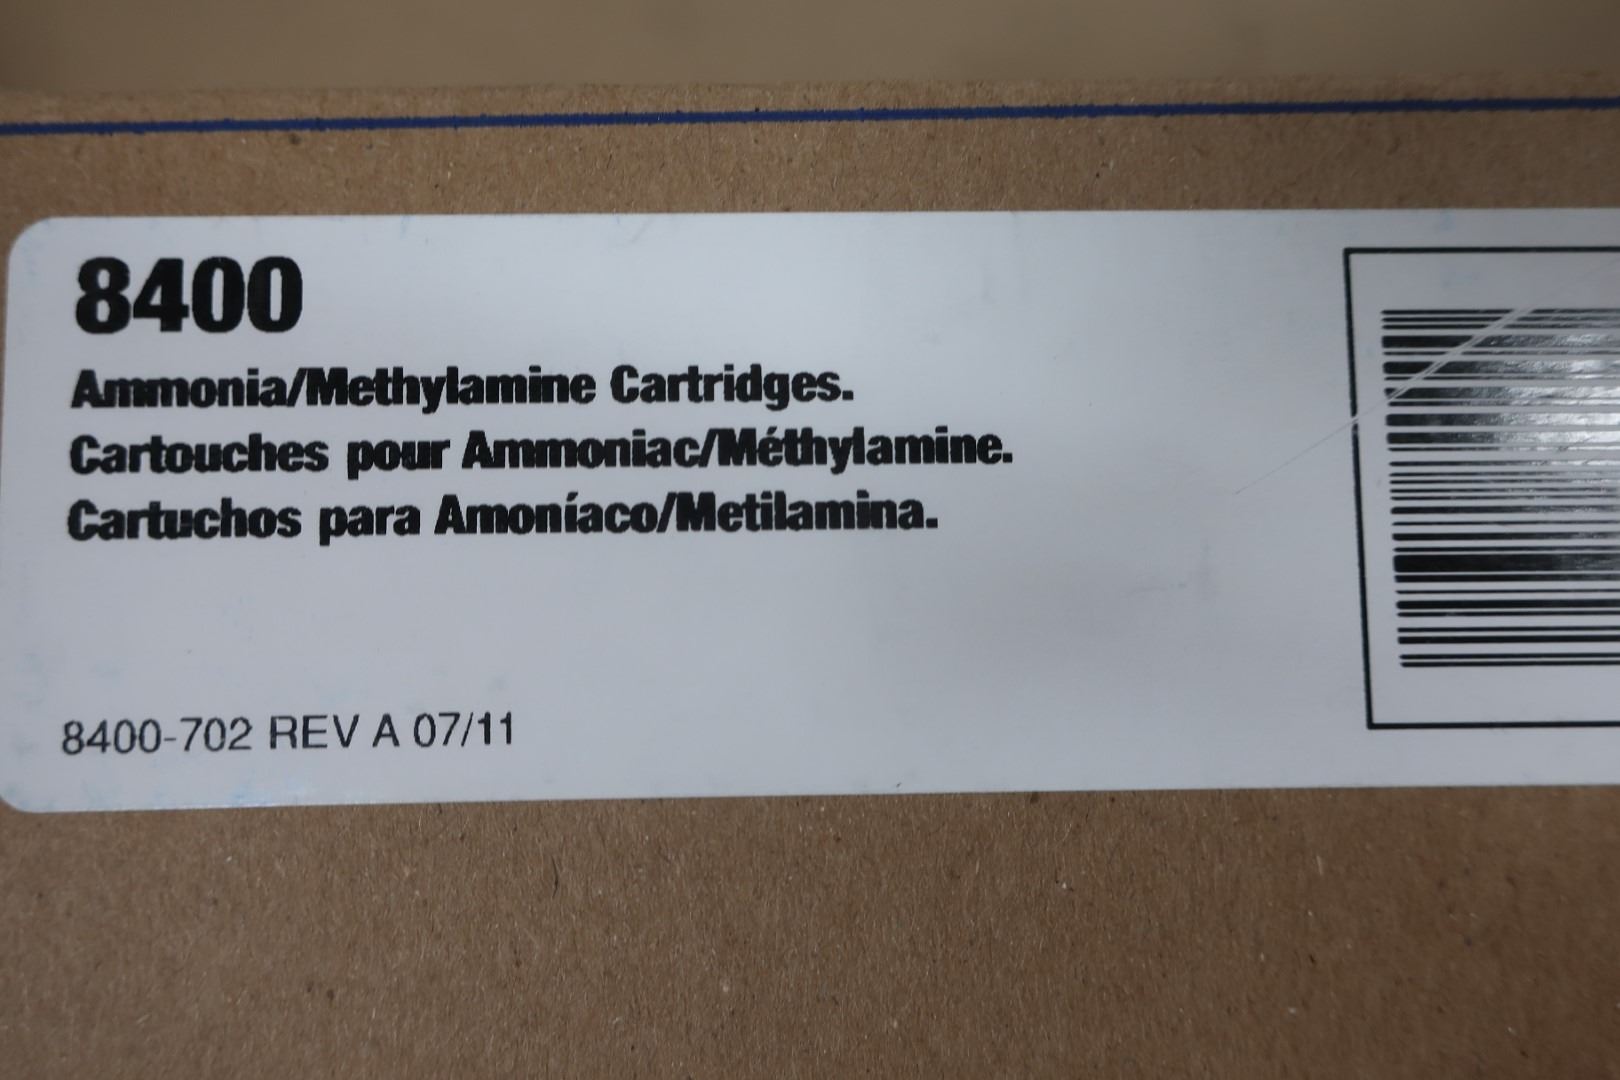 8400
Ammonia/Methylamine Cartridges.
Cartouches pour Ammoniac/Méthylamine.
Cartuchos para Amoníaco/Metilamina.
8400-702 REV A 07/11